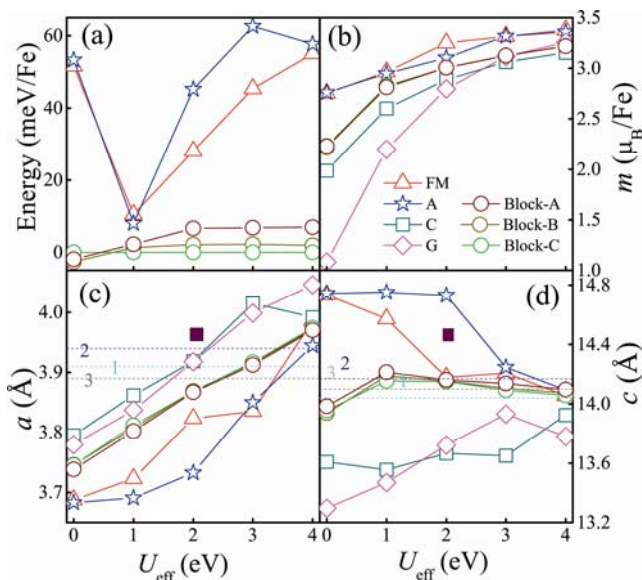 (a)
(b)
(c)
(d)
Energy (meV/Fe)
60
40
20
0
m (μB/Fe)
3.5
3.0
2.5
2.0
1.5
1.0
FM
A
C
G
Block-A
Block-B
Block-C
a (Å)
4.0
3.9
3.8
3.7
2
1
3
c (Å)
14.8
14.4
14.0
13.6
13.2
3
2
0 1 2 3 4
0 1 2 3 4
Ueff (eV)
Ueff (eV)